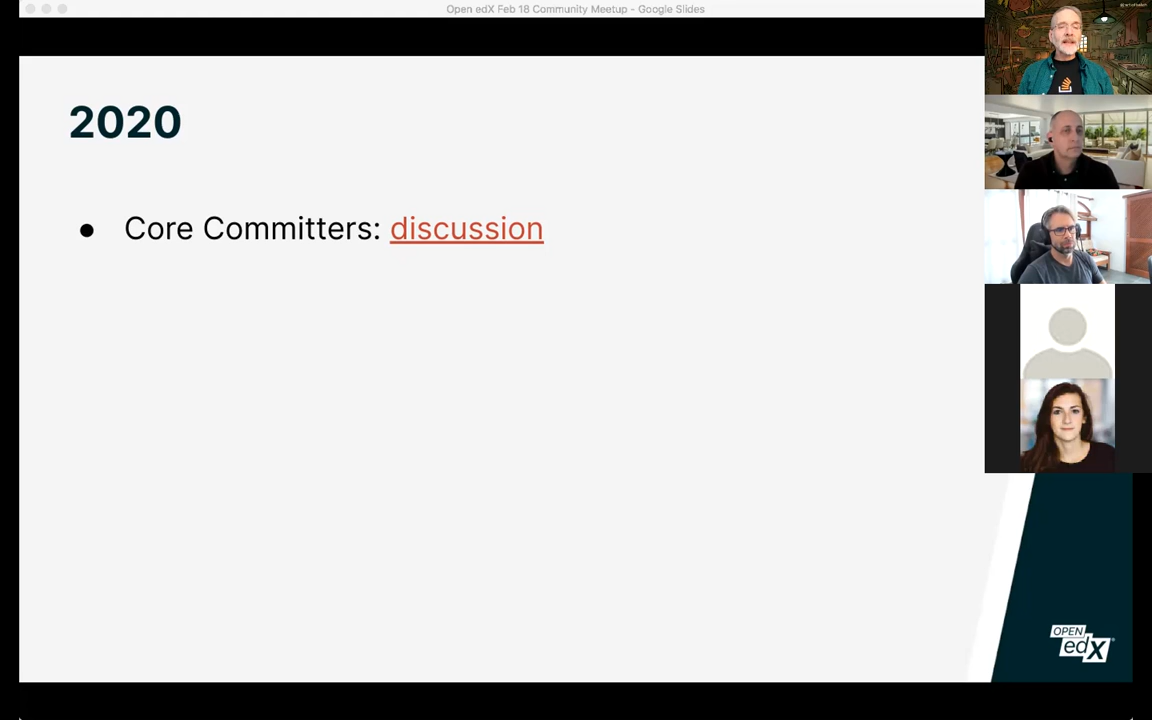 Open edX Feb 18 Community Meetup - Google Slides
2020
● Core Committers: discussion
OPEN
edX